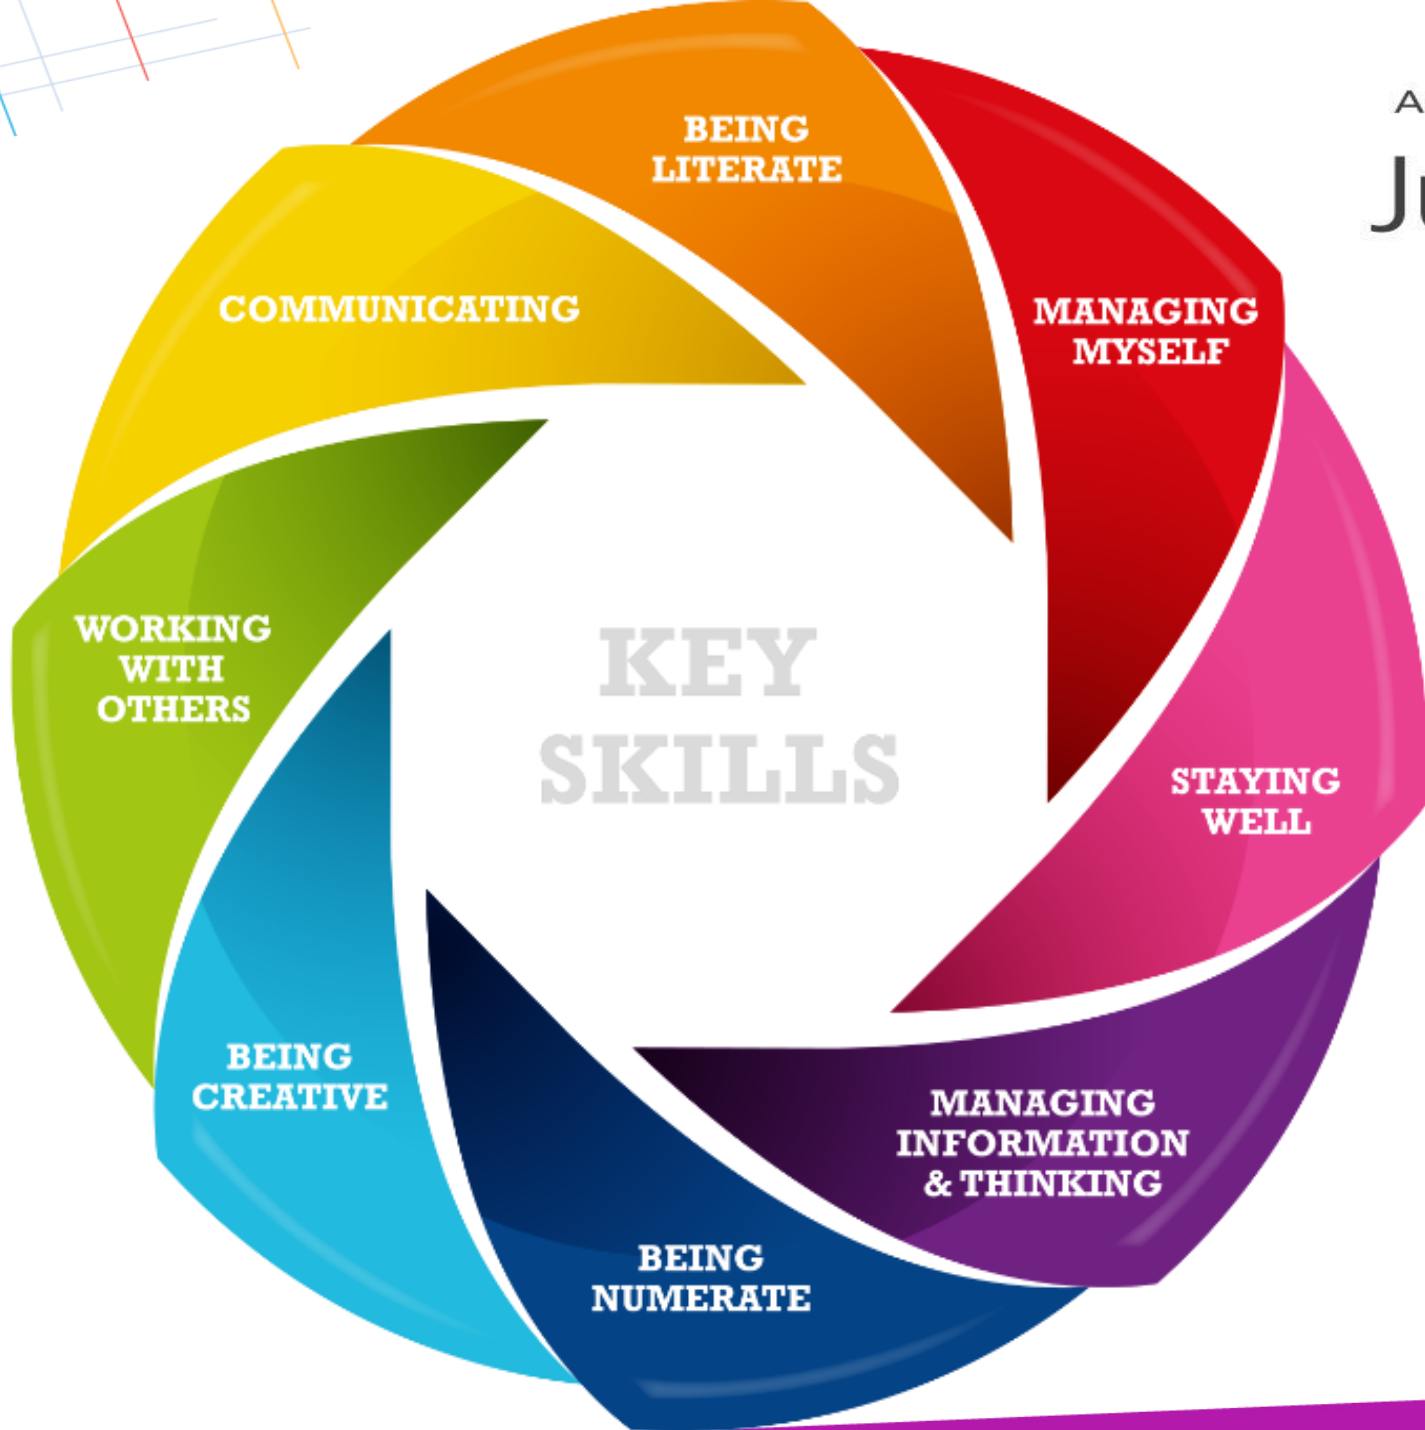 BEING
LITERATE
MANAGING
MYSELF
STAYING
WELL
MANAGING
INFORMATION
& THINKING
BEING
NUMERATE
BEING
CREATIVE
WORKING
WITH
OTHERS
COMMUNICATING
KEY
SKILLS